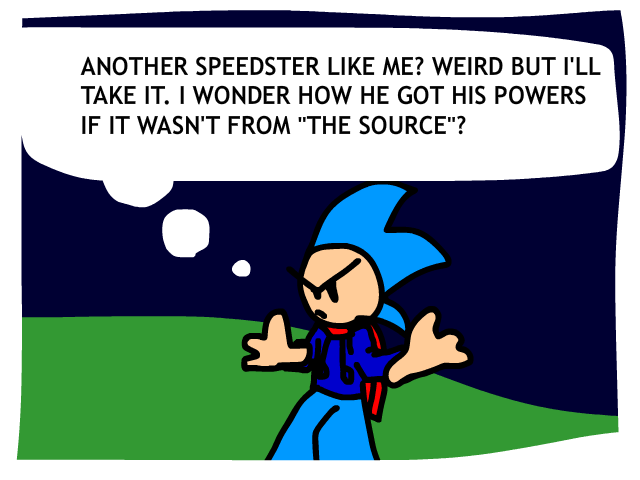 ANOTHER SPEEDSTER LIKE ME? WEIRD BUT I'LL
TAKE IT. I WONDER HOW HE GOT HIS POWERS
IF IT WASN'T FROM "THE SOURCE"?